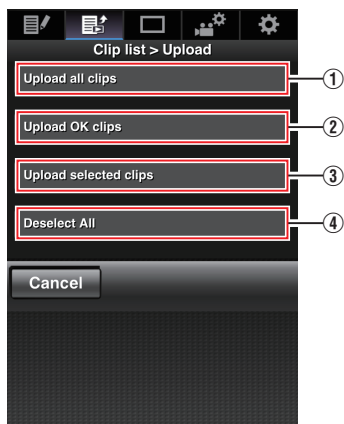 Clip list > Upload
Upload all clips
①
Upload OK clips
②
Upload selected clips
③
Deselect All
④
Cancel